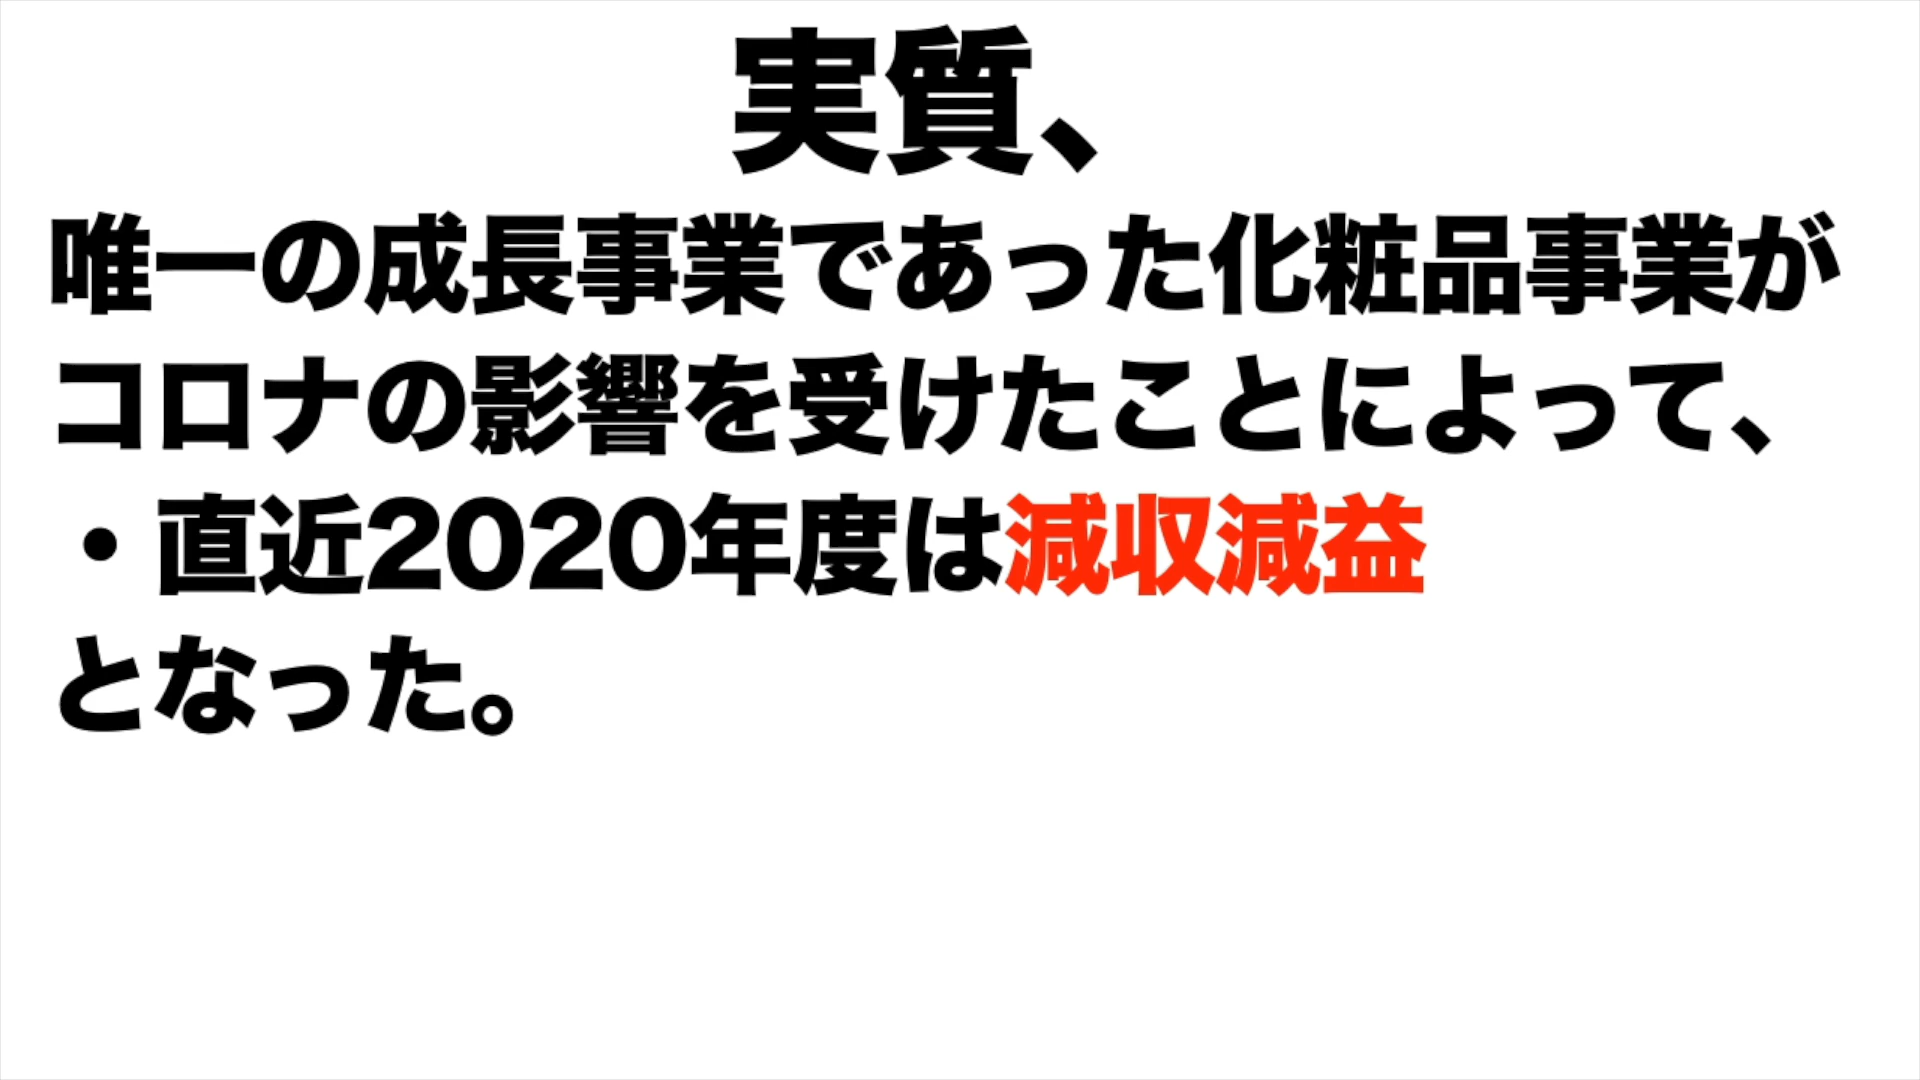 実質、
唯一の成長事業であった化粧品事業が
コロナの影響を受けたことによって、
・直近2020年度は減収減益
となった。